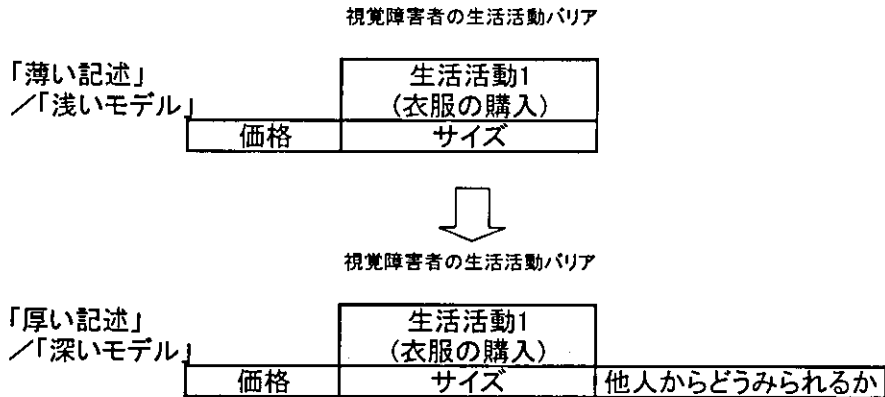 視覚障害者の生活活動バリア
「薄い記述」
／「浅いモデル」
生活活動1
(衣服の購入)
価格 サイズ
視覚障害者の生活活動バリア
「厚い記述」
／「深いモデル」
生活活動1
(衣服の購入)
価格 サイズ 他人からどうみられるか